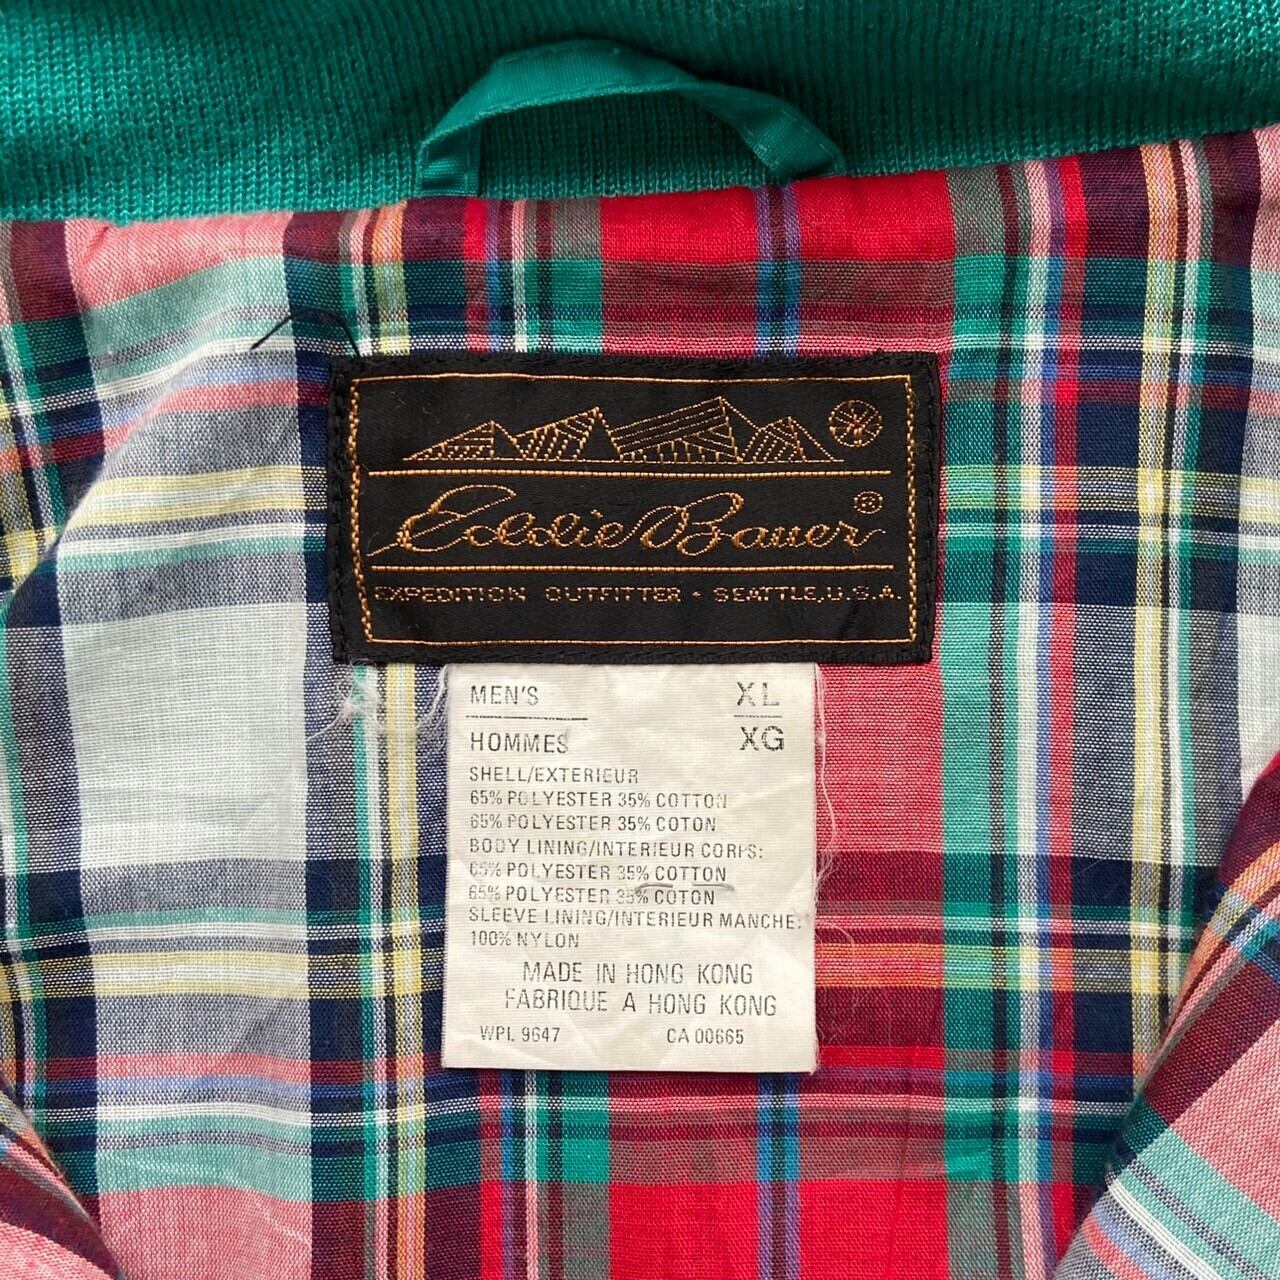 Eddie Bauer®
EXPEDITION OUTFITTER · SEATTLE, U.S.A.
MEN'S XL
HOMMES XG
SHELL/EXTERIEUR
65% POLYESTER 35% COTTON
65% POLYESTER 35% COTON
BODY LINING/INTERIEUR CORPS:
65% POLYESTER 35% COTTON
65% POLYESTER 35% COTON
SLEEVE LINING/INTERIEUR MANCHE:
100% NYLON
MADE IN HONG KONG
FABRIQUE A HONG KONG
WPL 9647 CA 00665